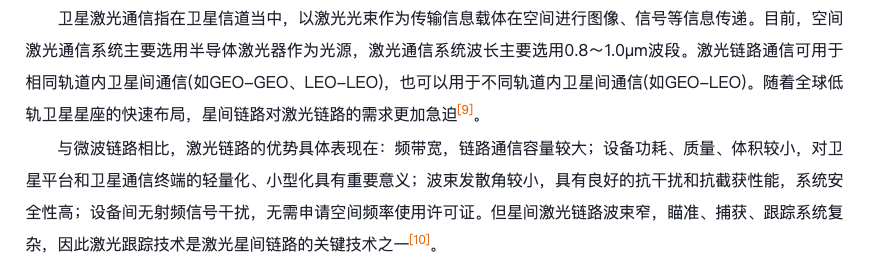 卫星激光通信指在卫星信道当中，以激光光束作为传输信息载体在空间进行图像、信号等信息传递。目前，空间
激光通信系统主要选用半导体激光器作为光源，激光通信系统波长主要选用0.8～1.0μm波段。激光链路通信可用于
相同轨道内卫星间通信(如GEO–GEO、LEO–LEO)，也可以用于不同轨道内卫星间通信(如GEO–LEO)。随着全球低
轨卫星星座的快速布局，星间链路对激光链路的需求更加急迫[9]。
与微波链路相比，激光链路的优势具体表现在：频带宽，链路通信容量较大；设备功耗、质量、体积较小，对卫
星平台和卫星通信终端的轻量化、小型化具有重要意义；波束发散角较小，具有良好的抗干扰和抗截获性能，系统安
全性高；设备间无射频信号干扰，无需申请空间频率使用许可证。但星间激光链路波束窄，瞄准、捕获、跟踪系统复
杂，因此激光跟踪技术是激光星间链路的关键技术之一[10]。